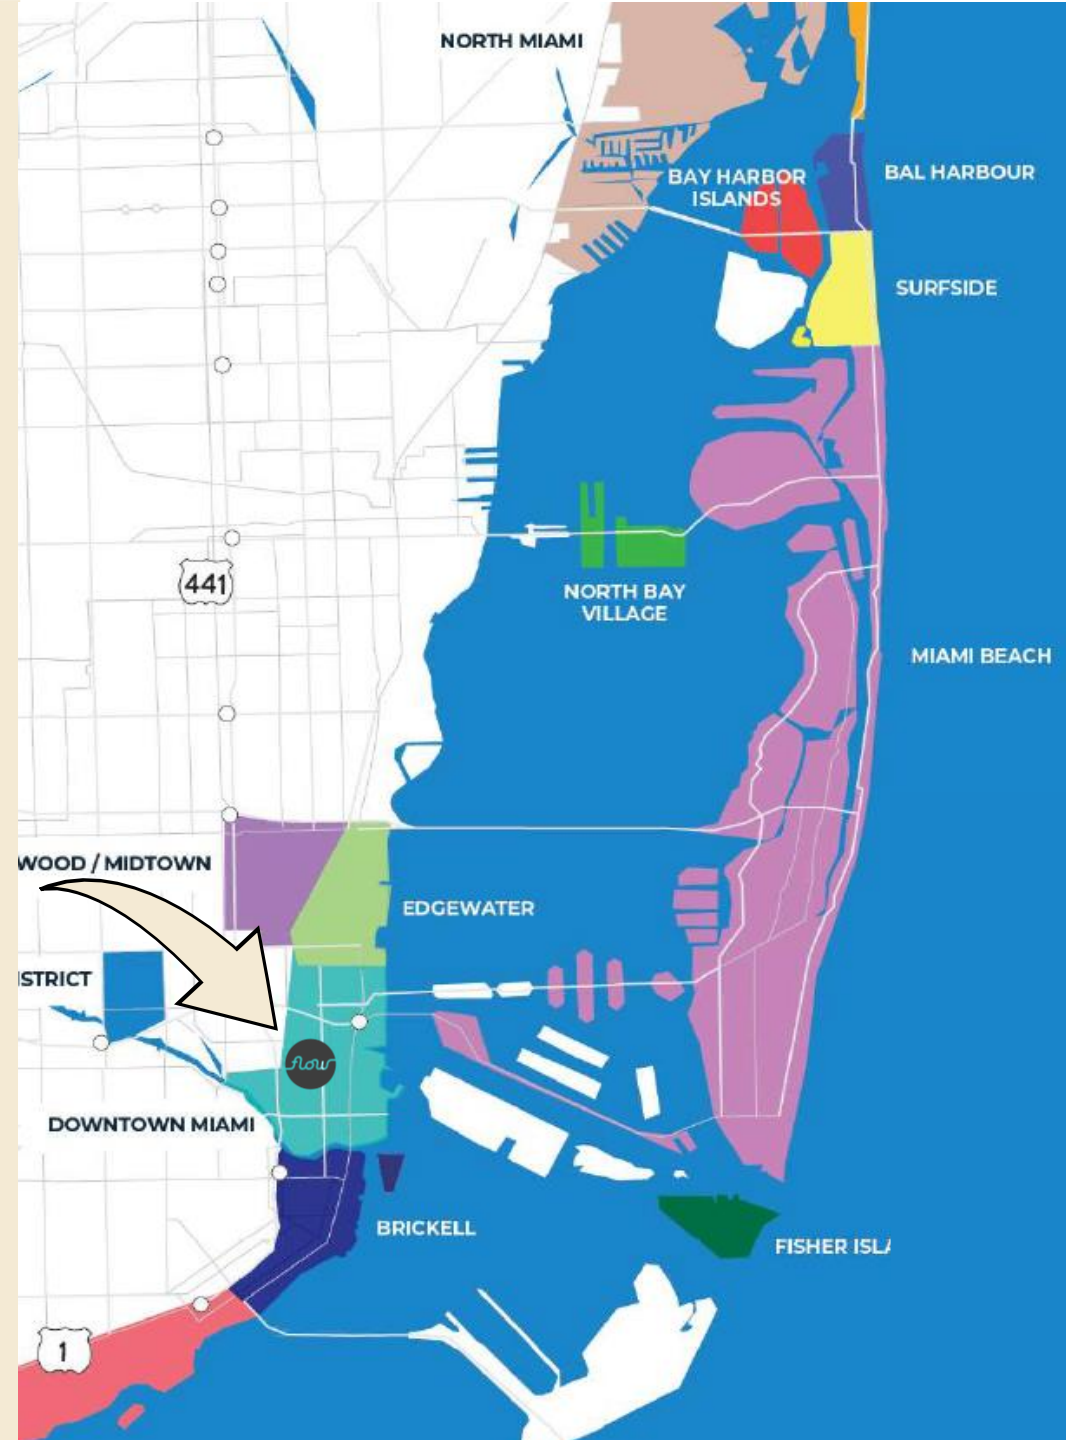 NORTH MIAMI
BAY HARBOR
ISLANDS
BAL HARBOUR
SURFSIDE
441
NORTH BAY
VILLAGE
MIAMI BEACH
WOOD / MIDTOWN
EDGEWATER
ISTRICT
flow
DOWNTOWN MIAMI
BRICKELL
FISHER ISL
1